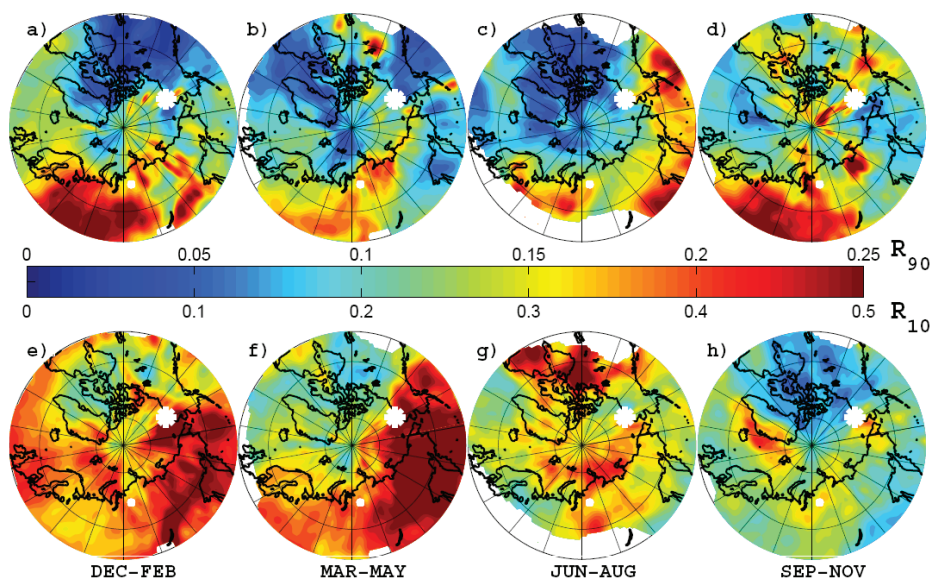 a) b) c) d)
0 0.05 0.1 0.15 0.2 0.25 R90
0 0.1 0.2 0.3 0.4 0.5 R10
e) f) g) h)
DEC-FEB MAR-MAY JUN-AUG SEP-NOV